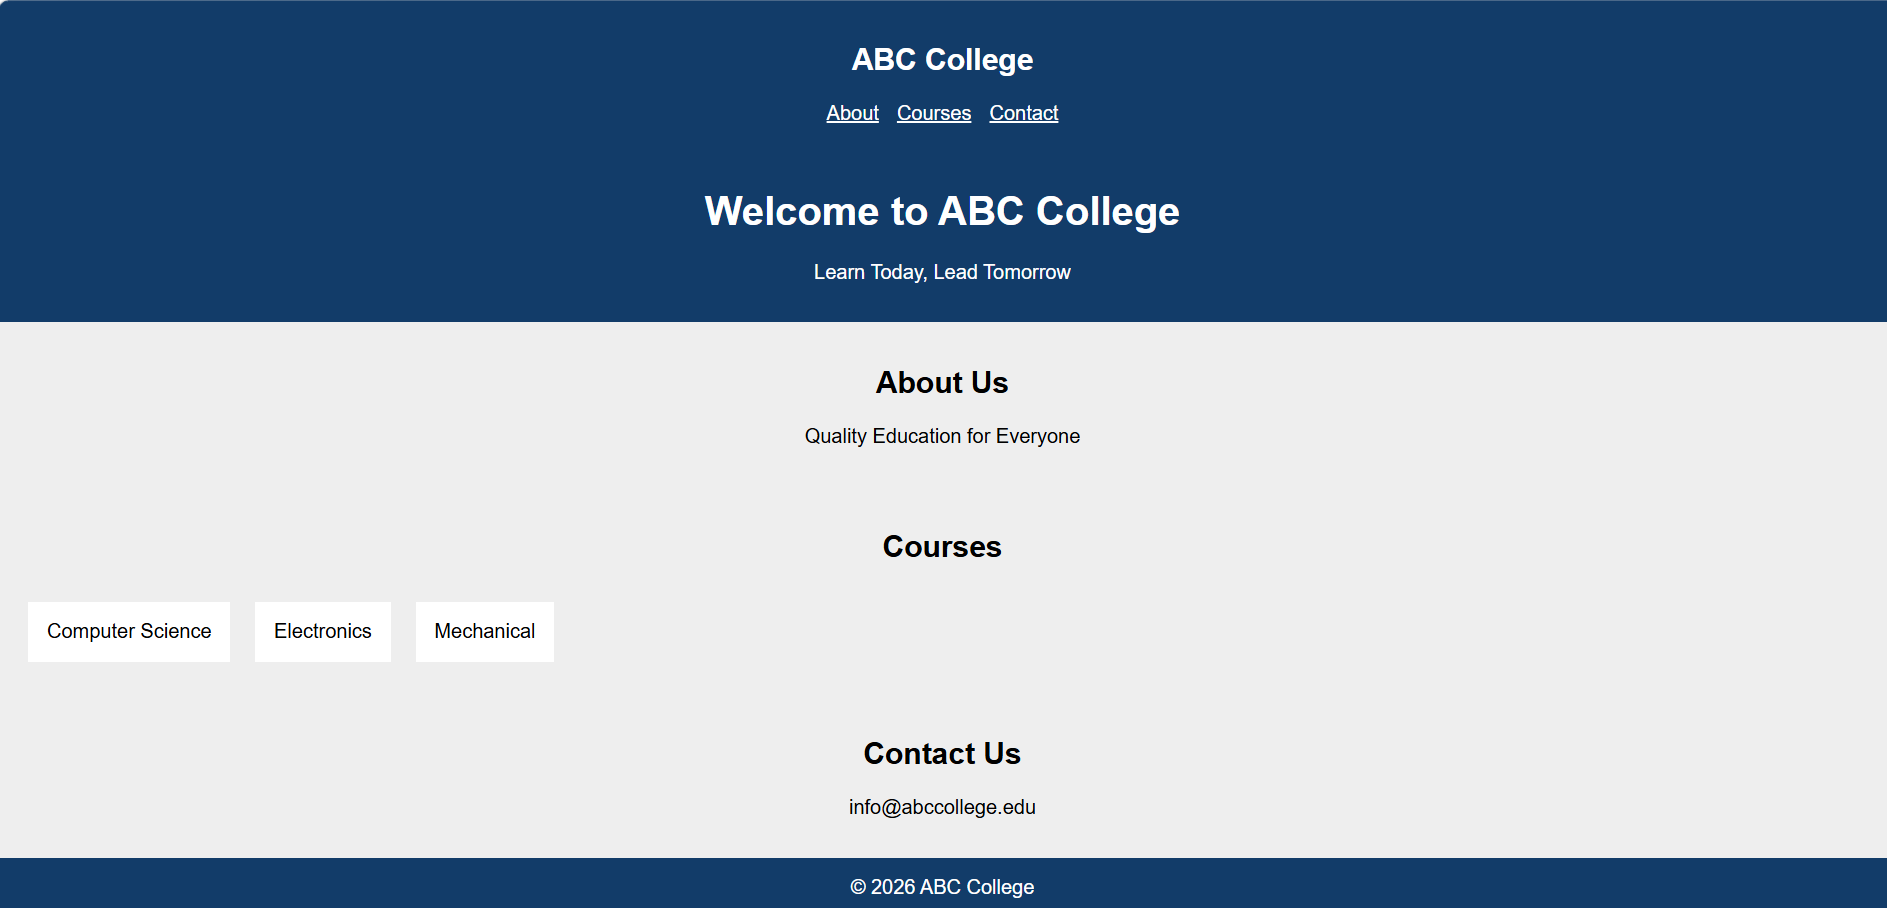 ABC College
About Courses Contact
Welcome to ABC College
Learn Today, Lead Tomorrow
About Us
Quality Education for Everyone
Courses
Computer Science Electronics Mechanical
Contact Us
info@abccollege.edu
© 2026 ABC College